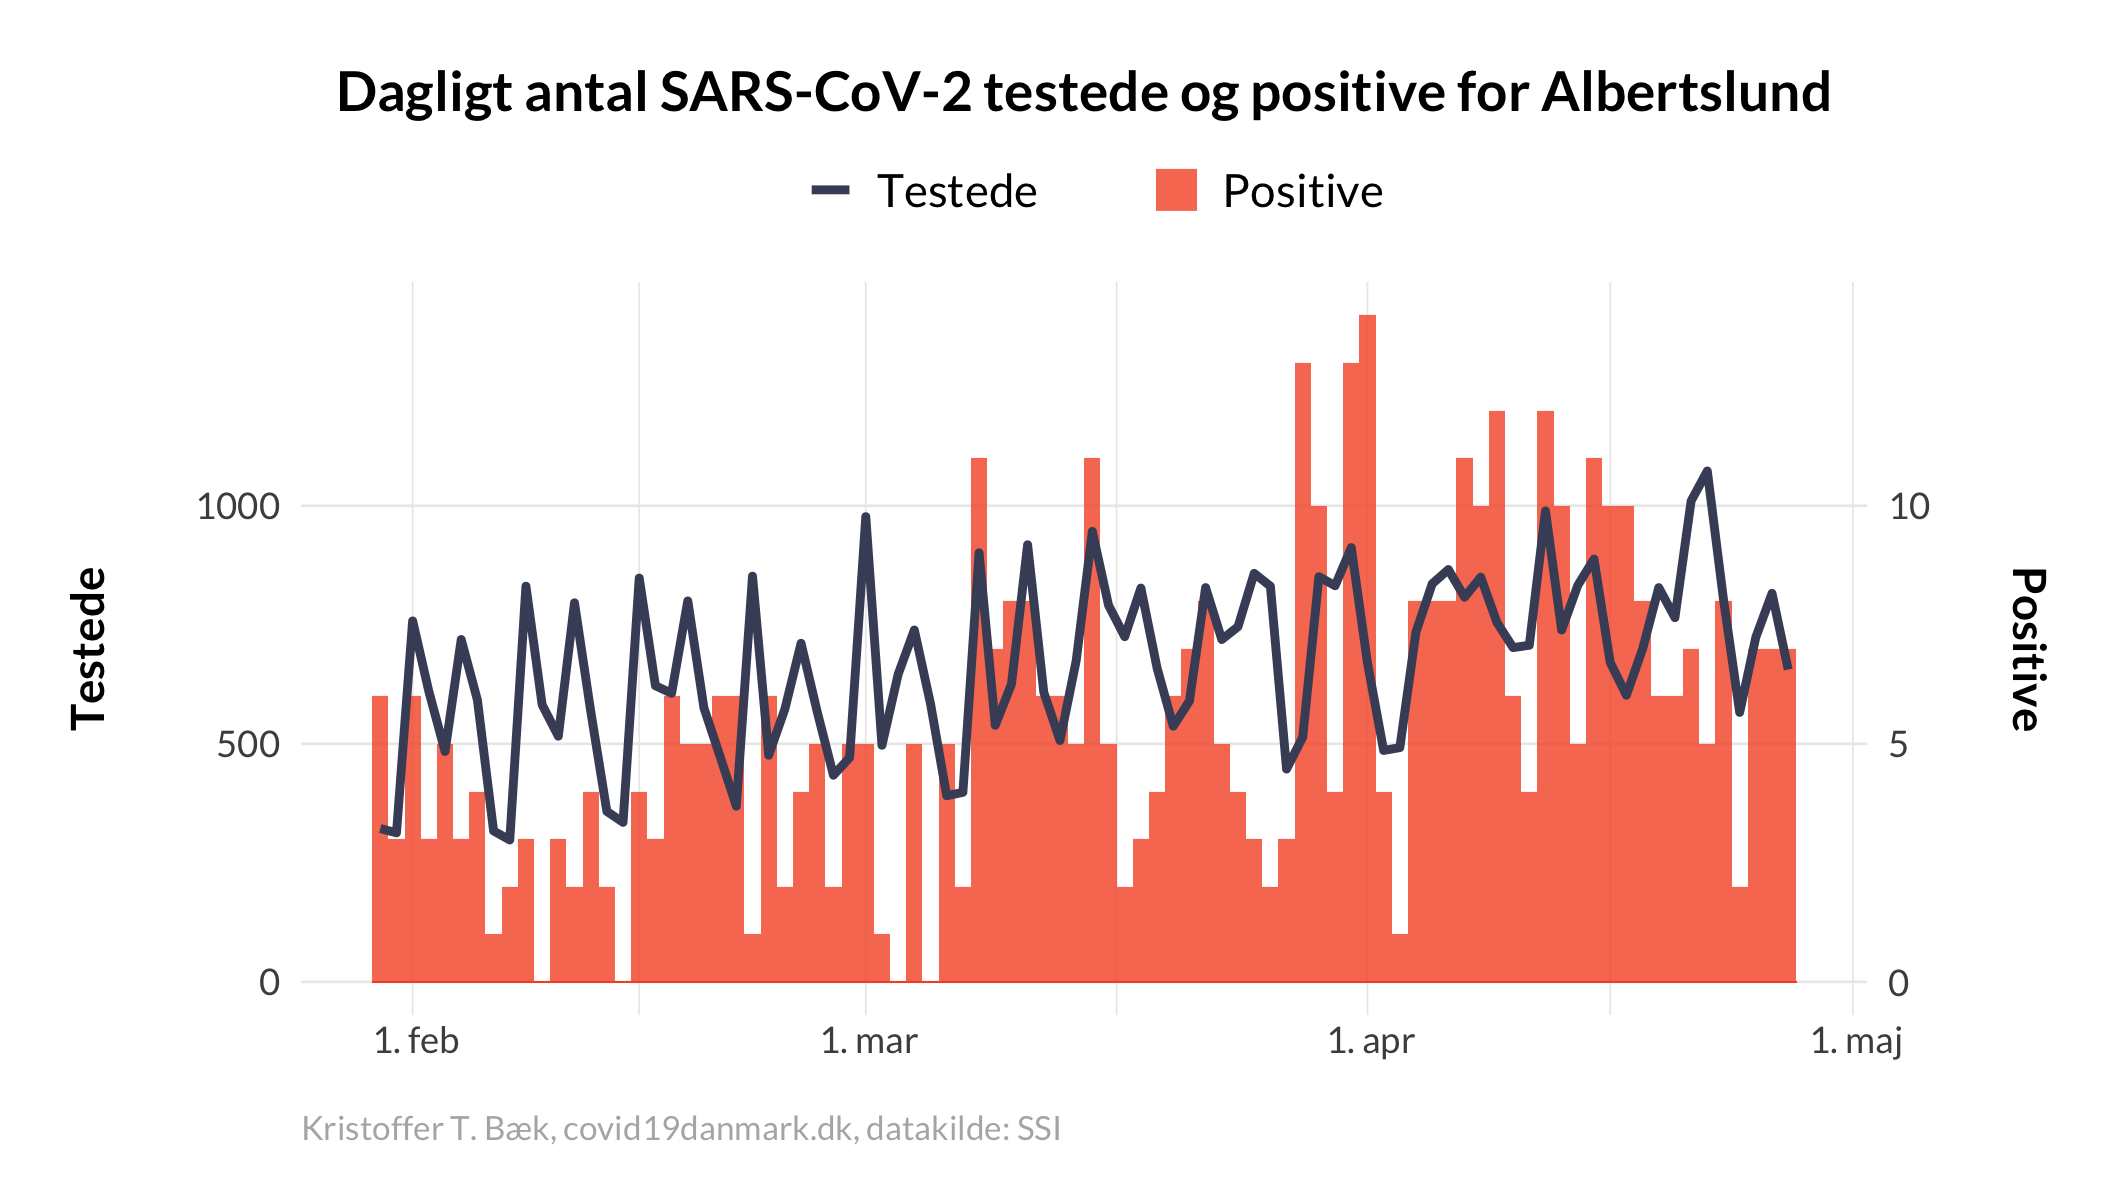 Dagligt antal SARS-CoV-2 testede og positive for Albertslund
Testede
Positive
Testede
Positive
1000
500
0
10
5
0
1. feb
1. mar
1. apr
1. maj
Kristoffer T. Bæk, covid19danmark.dk, datakilde: SSI